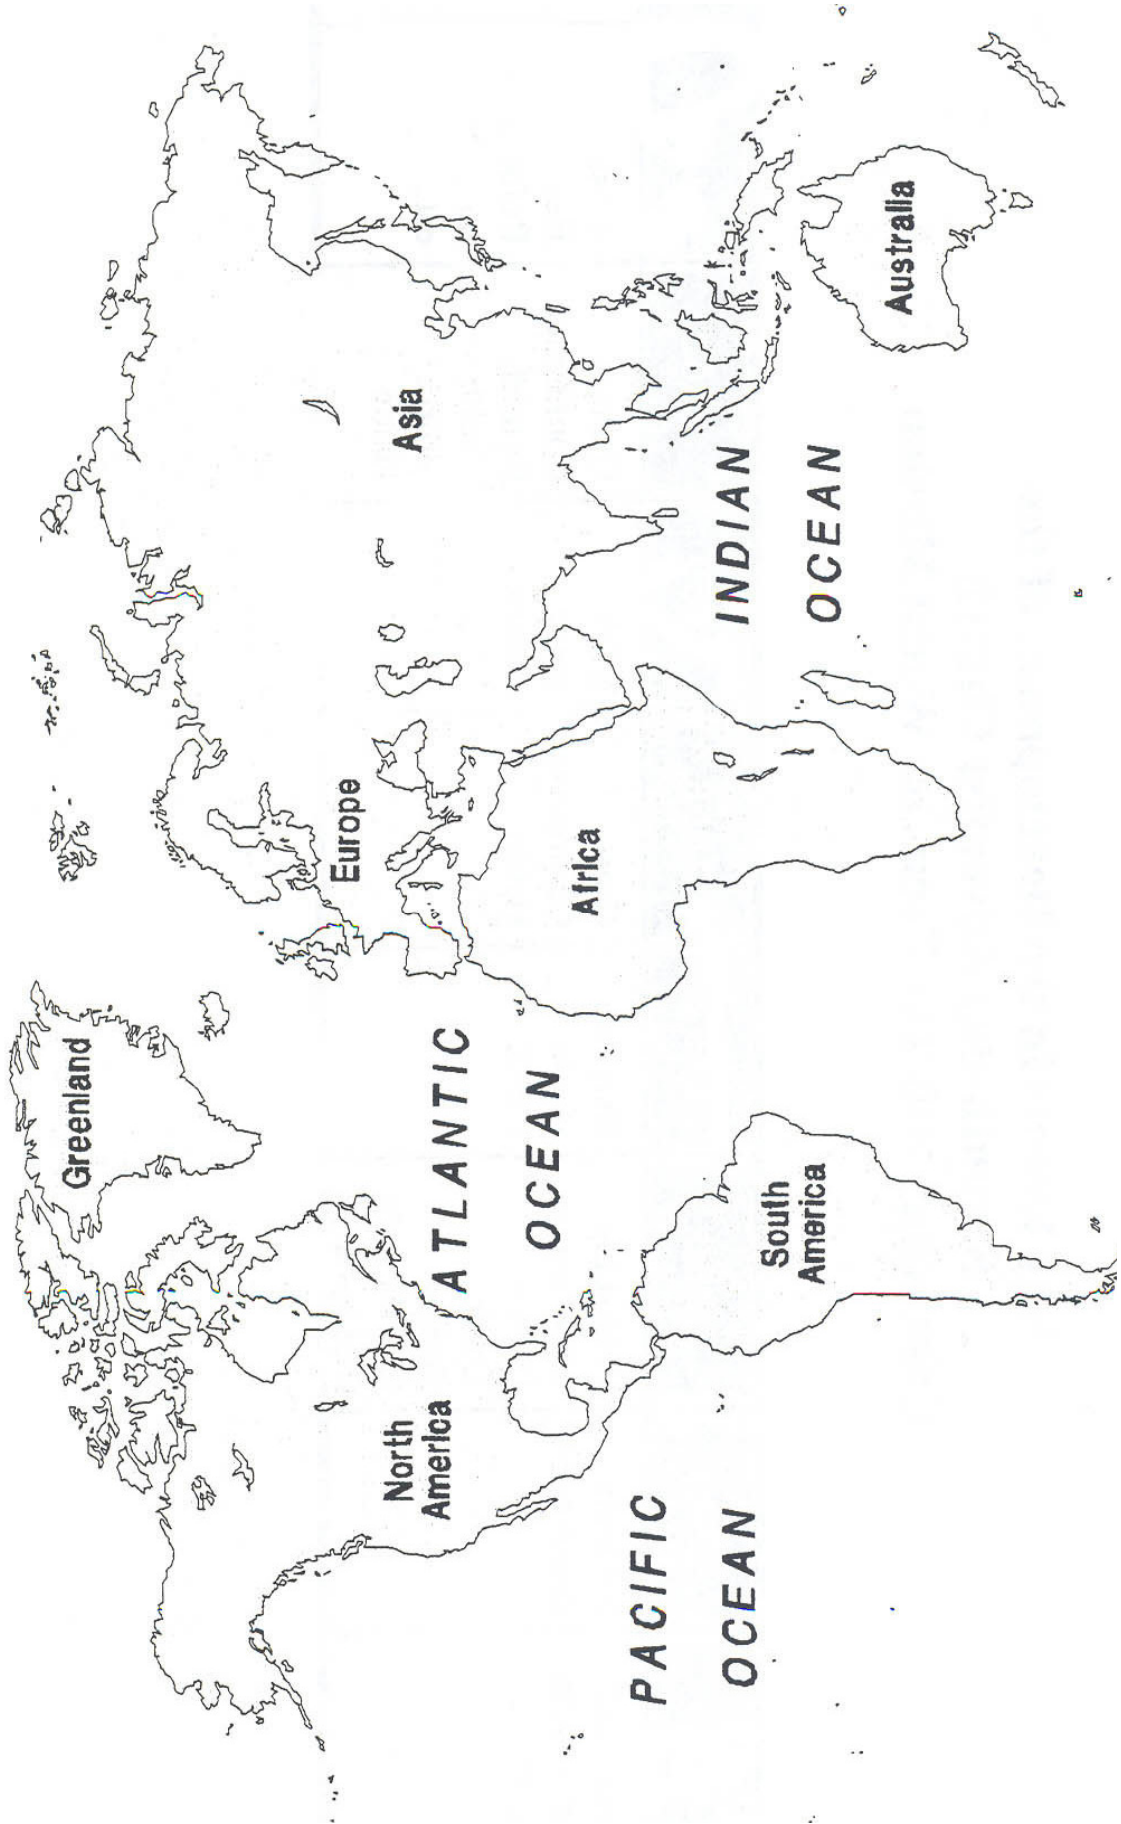 Greenland
Europe
Asia
North
America
ATLANTIC
OCEAN
Africa
PACIFIC
OCEAN
South
America
INDIAN
OCEAN
Australia